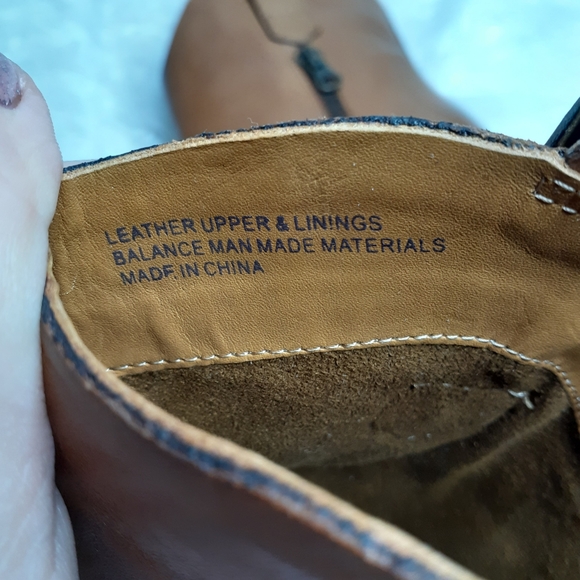 LEATHER UPPER & LININGS
BALANCE MAN MADE MATERIALS
MADE IN CHINA